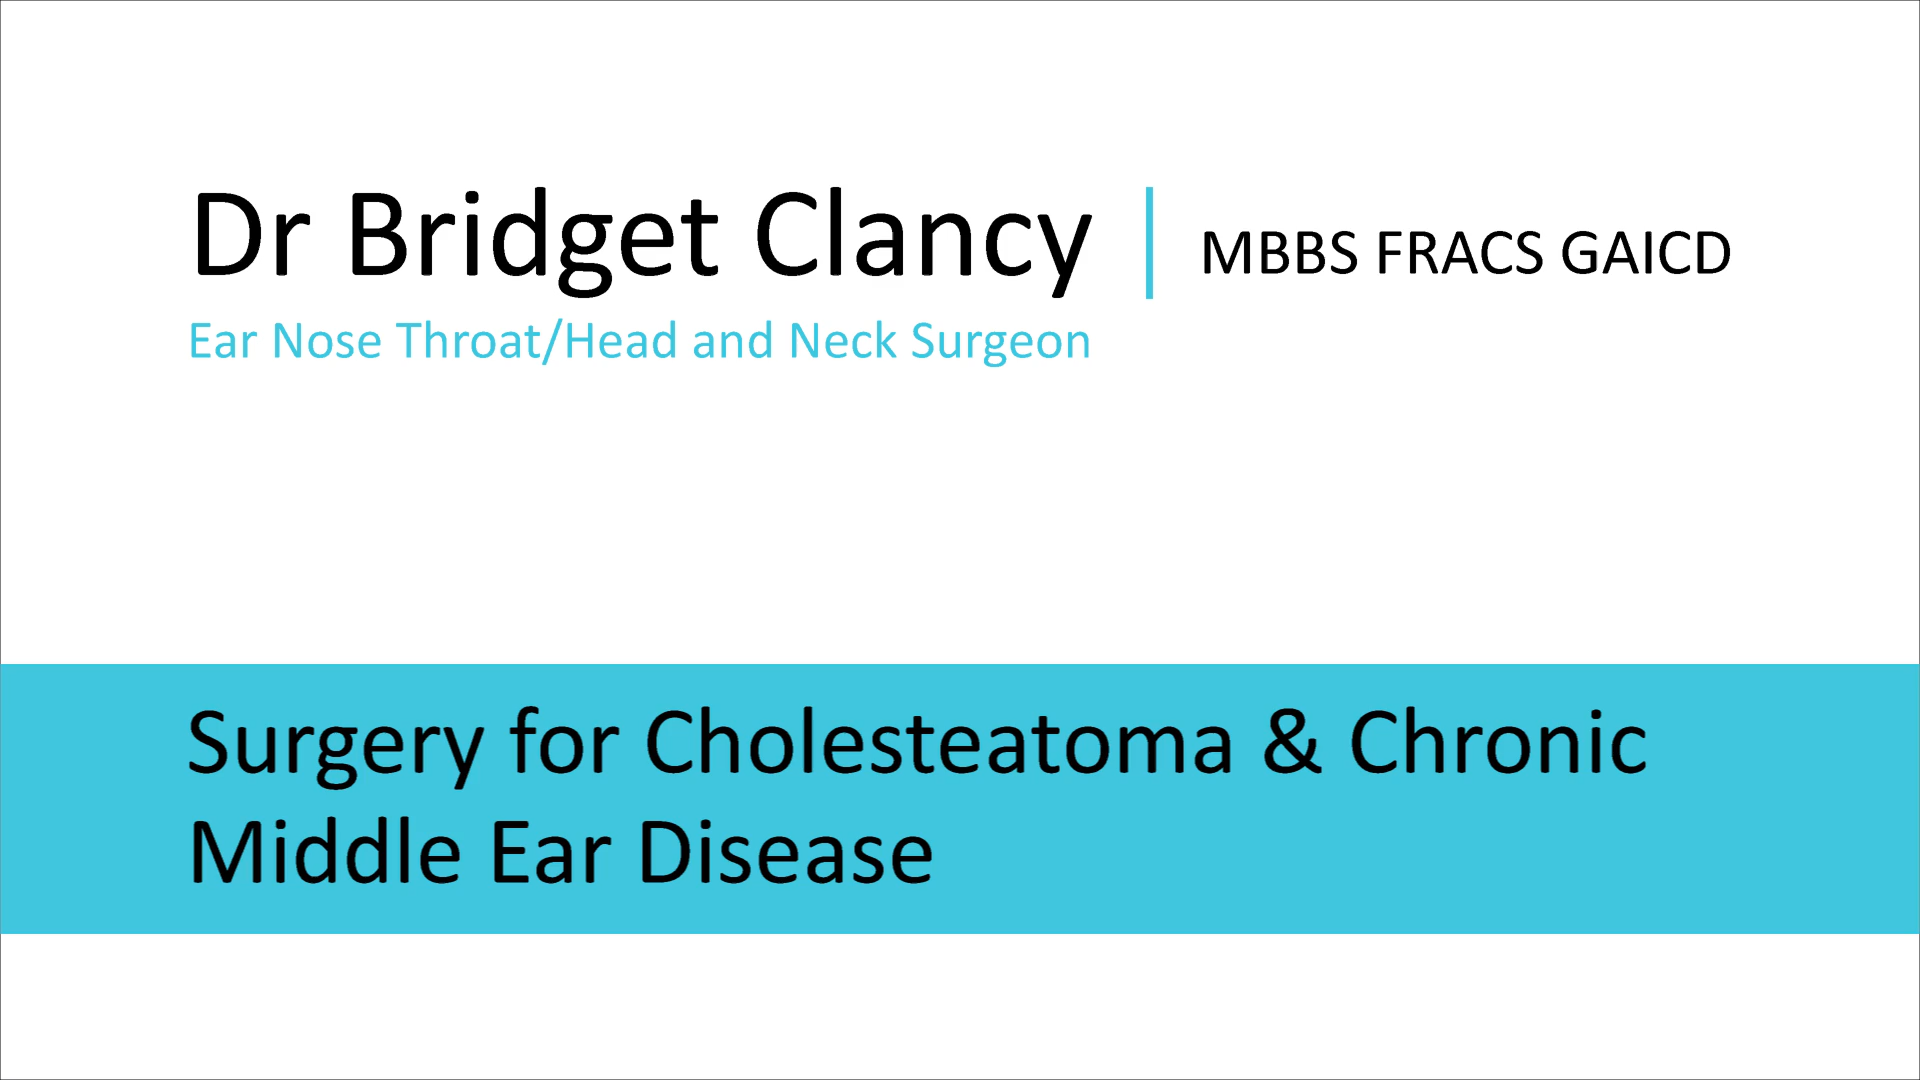 Dr Bridget Clancy | MBBS FRACS GAICD
Ear Nose Throat/Head and Neck Surgeon
Surgery for Cholesteatoma & Chronic
Middle Ear Disease